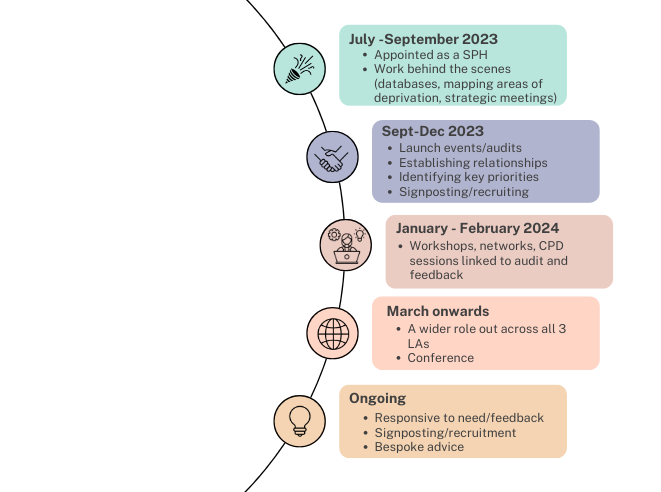 July -September 2023
• Appointed as a SPH
• Work behind the scenes
(databases, mapping areas of
deprivation, strategic meetings)
Sept-Dec 2023
• Launch events/audits
• Establishing relationships
• Identifying key priorities
• Signposting/recruiting
January - February 2024
• Workshops, networks, CPD
sessions linked to audit and
feedback
March onwards
• A wider role out across all 3
LAs
• Conference
Ongoing
• Responsive to need/feedback
• Signposting/recruitment
• Bespoke advice